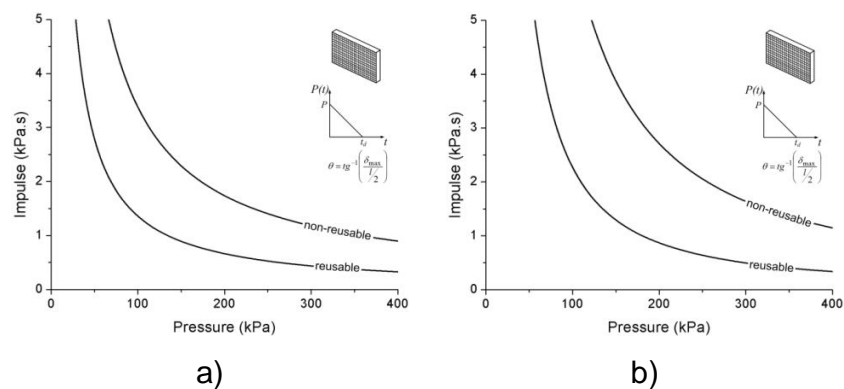 5
4
3
2
1
0
0
100
200
300
400
Impulse (kPa.s)
Pressure (kPa)
P(t)
P
t_d
t
θ = tg⁻¹(δ_max / (l/2))
non-reusable
reusable
a)
5
4
3
2
1
0
0
100
200
300
400
Impulse (kPa.s)
Pressure (kPa)
P(t)
P
t_d
t
θ = tg⁻¹(δ_max / (l/2))
non-reusable
reusable
b)